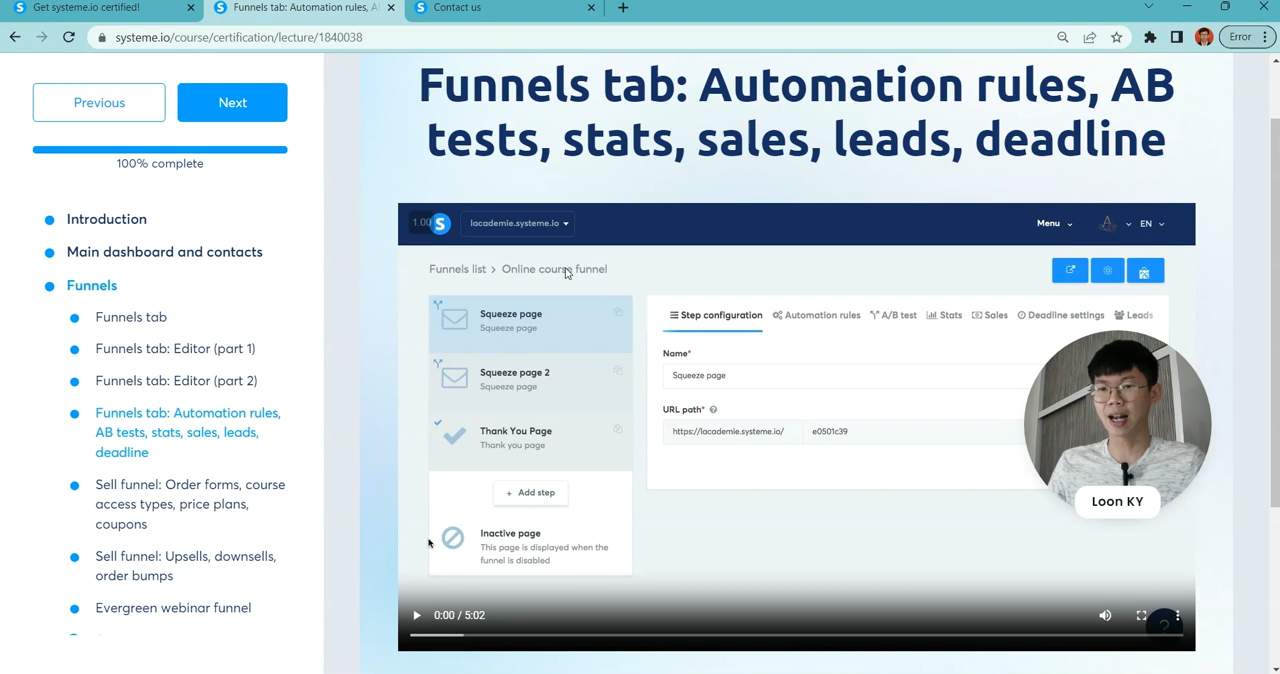 Get systeme.io certified!
Funnels tab: Automation rules, A
Contact us
systeme.io/course/certification/lecture/1840038
Error
Previous
Next
100% complete
Introduction
Main dashboard and contacts
Funnels
Funnels tab
Funnels tab: Editor (part 1)
Funnels tab: Editor (part 2)
Funnels tab: Automation rules,
AB tests, stats, sales, leads,
deadline
Sell funnel: Order forms, course
access types, price plans,
coupons
Sell funnel: Upsells, downsells,
order bumps
Evergreen webinar funnel
Funnels tab: Automation rules, AB
tests, stats, sales, leads, deadline
1.00
S
lacademie.systeme.io
Menu
EN
Funnels list > Online course funnel
Squeeze page
Squeeze page
Squeeze page 2
Squeeze page
Thank You Page
Thank you page
+ Add step
Inactive page
This page is displayed when the
funnel is disabled
Step configuration
Automation rules
A/B test
Stats
Sales
Deadline settings
Leads
Name*
Squeeze page
URL path*
https://lacademie.systeme.io/
e0501c39
Loon KY
0:00 / 5:02
?